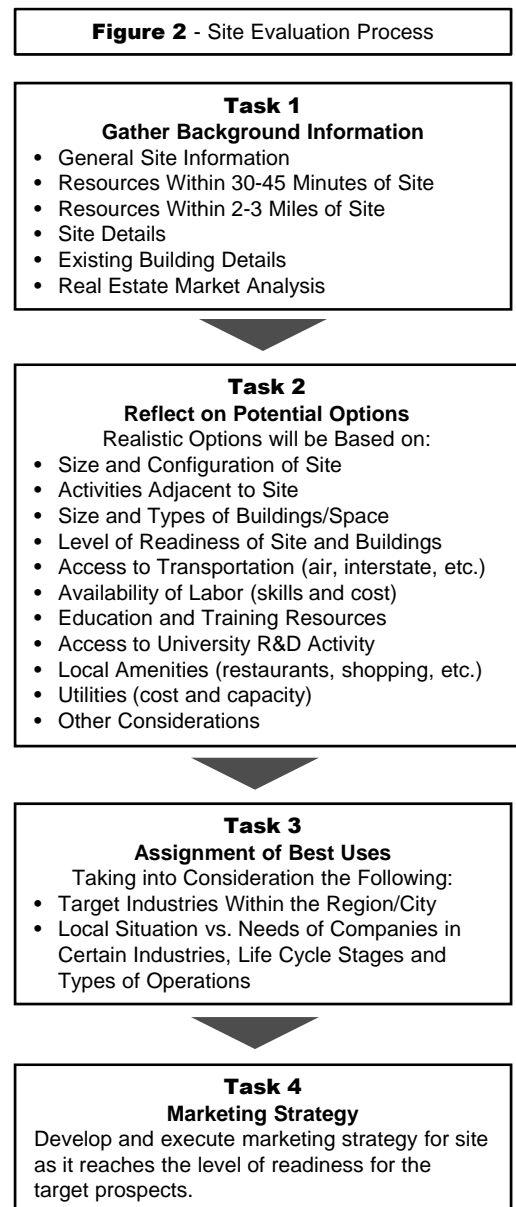 Figure 2 - Site Evaluation Process
Task 1
Gather Background Information
• General Site Information
• Resources Within 30-45 Minutes of Site
• Resources Within 2-3 Miles of Site
• Site Details
• Existing Building Details
• Real Estate Market Analysis
Task 2
Reflect on Potential Options
Realistic Options will be Based on:
• Size and Configuration of Site
• Activities Adjacent to Site
• Size and Types of Buildings/Space
• Level of Readiness of Site and Buildings
• Access to Transportation (air, interstate, etc.)
• Availability of Labor (skills and cost)
• Education and Training Resources
• Access to University R&D Activity
• Local Amenities (restaurants, shopping, etc.)
• Utilities (cost and capacity)
• Other Considerations
Task 3
Assignment of Best Uses
Taking into Consideration the Following:
• Target Industries Within the Region/City
• Local Situation vs. Needs of Companies in
Certain Industries, Life Cycle Stages and
Types of Operations
Task 4
Marketing Strategy
Develop and execute marketing strategy for site
as it reaches the level of readiness for the
target prospects.